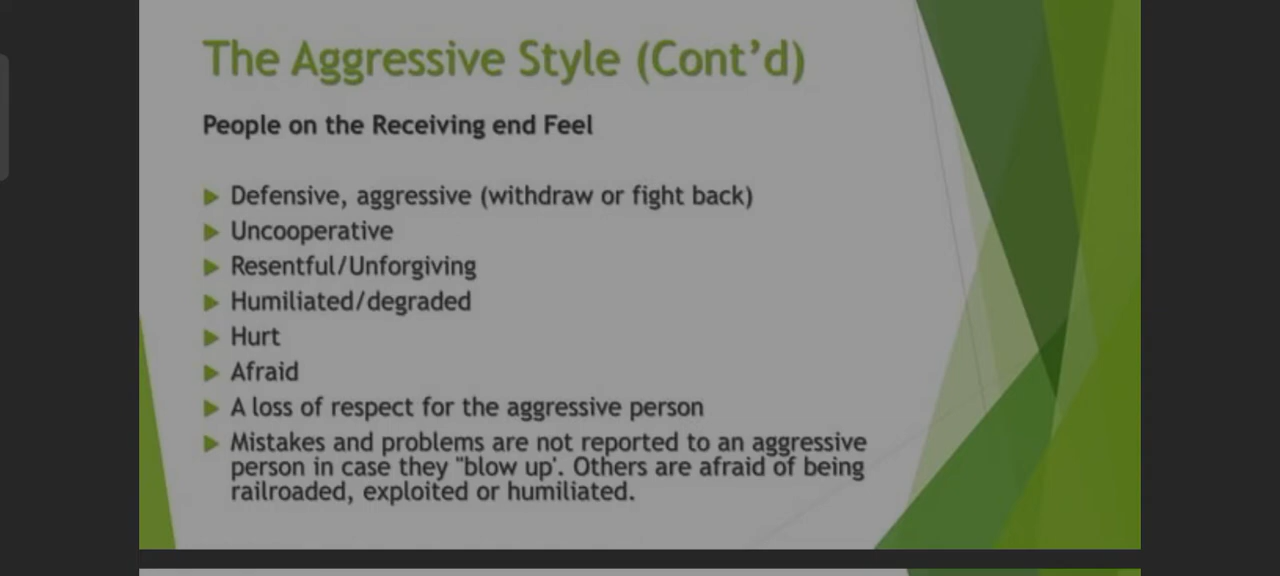 The Aggressive Style (Cont’d)
People on the Receiving end Feel
Defensive, aggressive (withdraw or fight back)
Uncooperative
Resentful/Unforgiving
Humiliated/degraded
Hurt
Afraid
A loss of respect for the aggressive person
Mistakes and problems are not reported to an aggressive
person in case they "blow up'. Others are afraid of being
railroaded, exploited or humiliated.